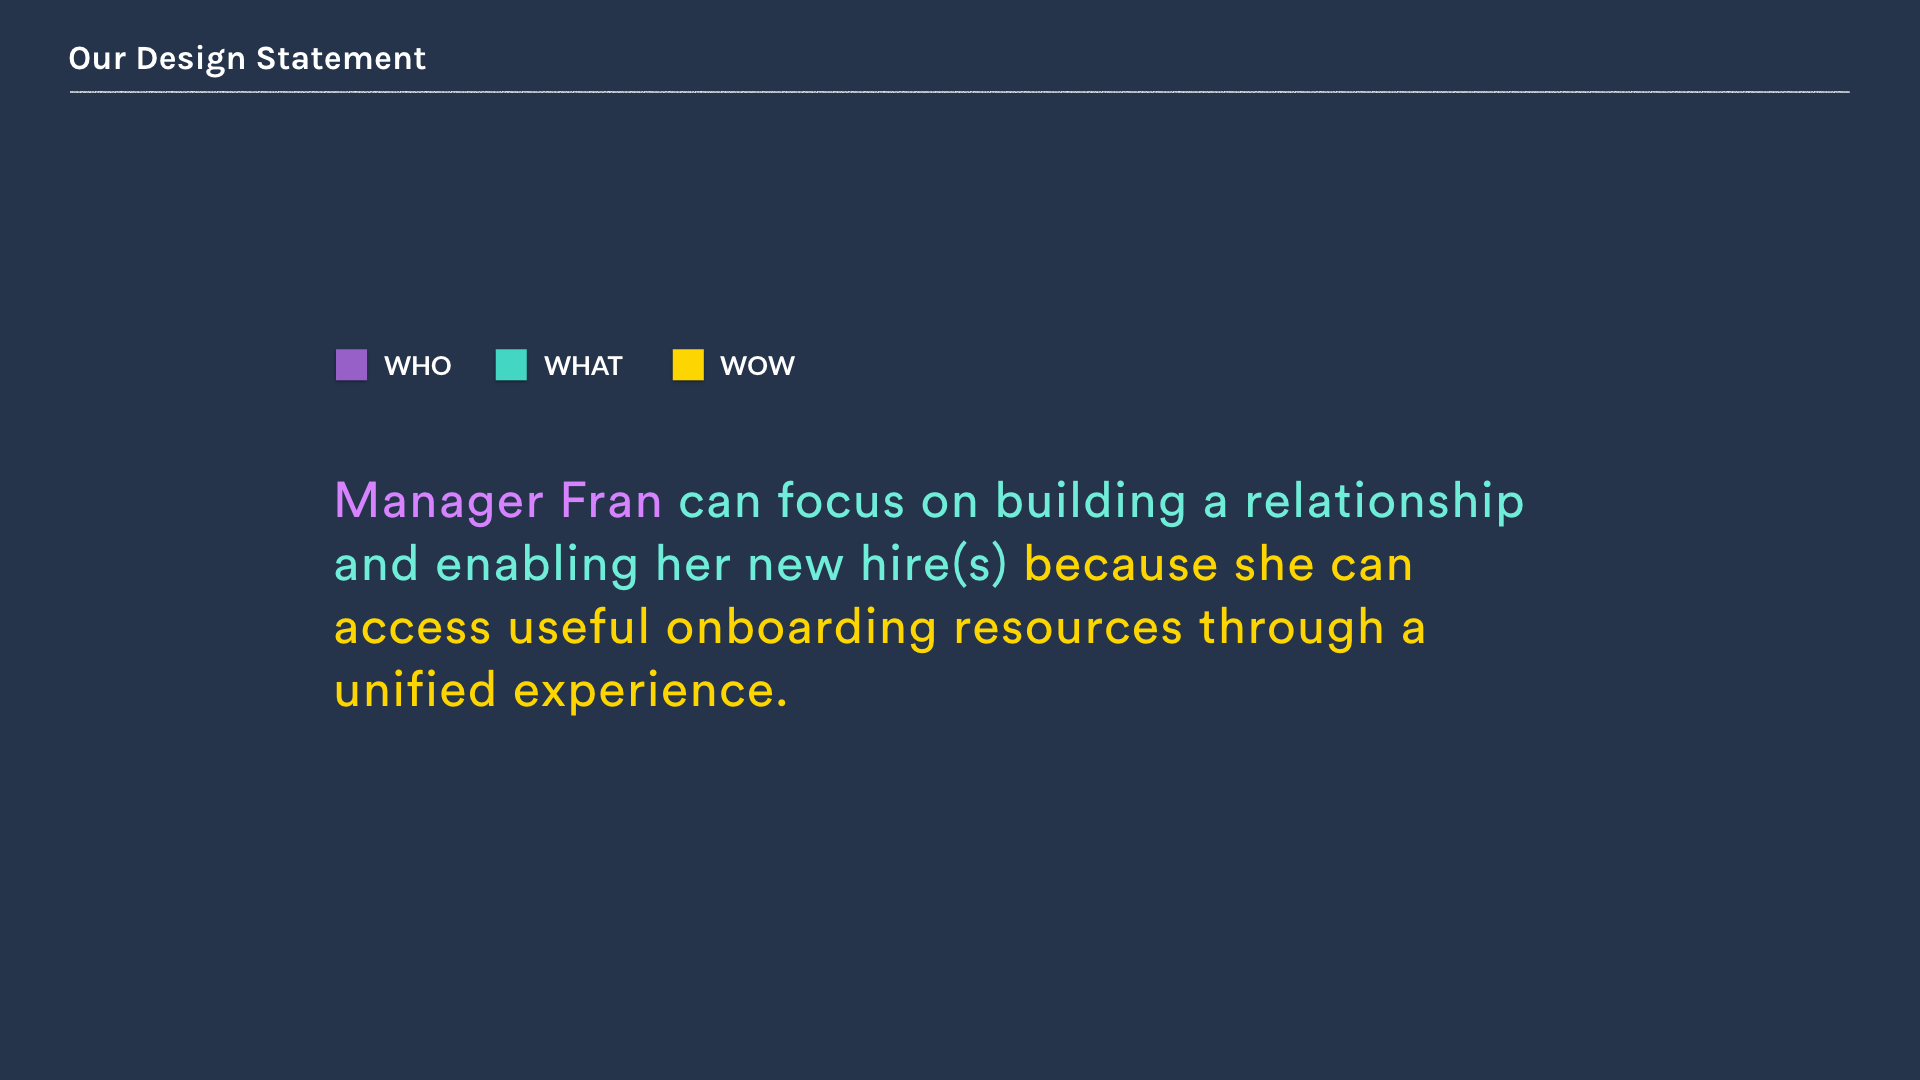 Our Design Statement
WHO WHAT WOW
Manager Fran can focus on building a relationship
and enabling her new hire(s) because she can
access useful onboarding resources through a
unified experience.